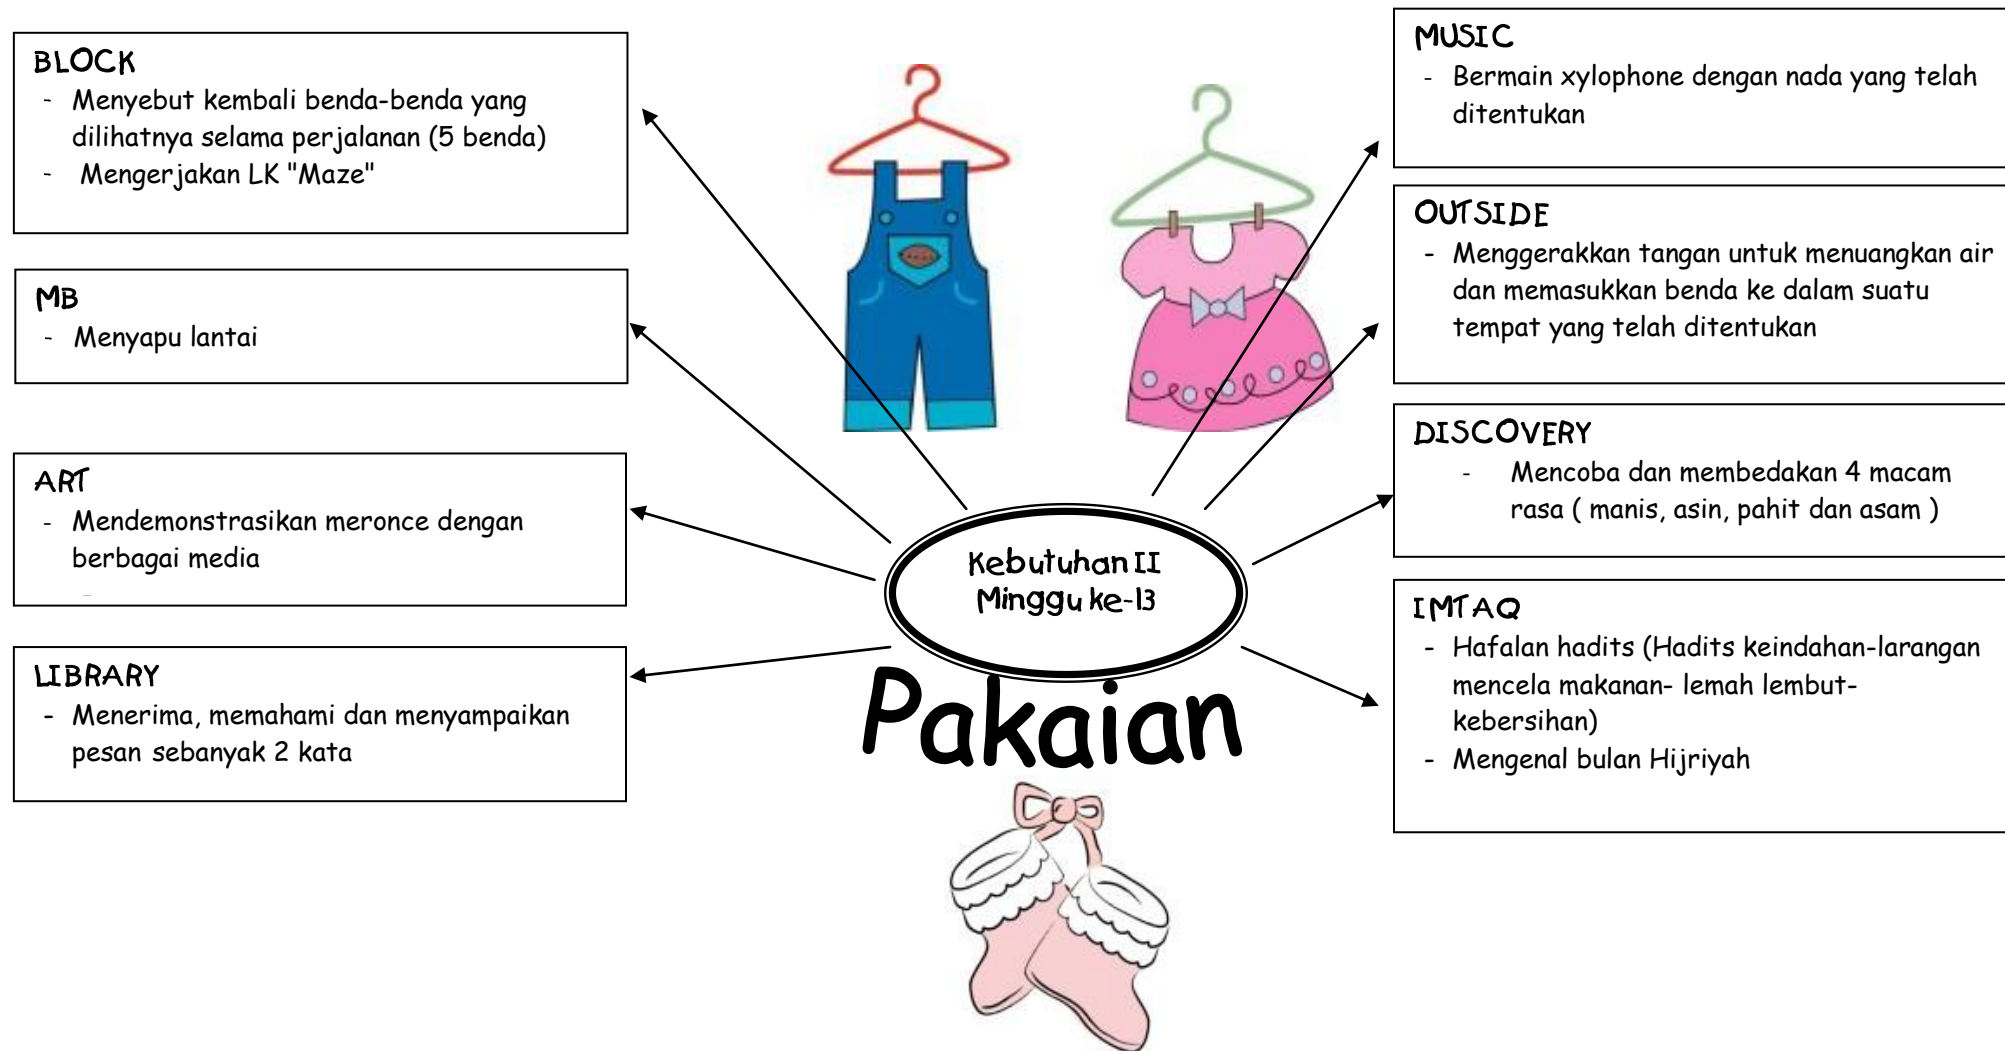 BLOCK
- Menyebut kembali benda-benda yang
dilihatnya selama perjalanan (5 benda)
- Mengerjakan LK "Maze"
MB
- Menyapu lantai
ART
- Mendemonstrasikan meronce dengan
berbagai media
-
LIBRARY
- Menerima, memahami dan menyampaikan
pesan sebanyak 2 kata
Kebutuhan II
Minggu ke-13
Pakaian
MUSIC
- Bermain xylophone dengan nada yang telah
ditentukan
OUTSIDE
- Menggerakkan tangan untuk menuangkan air
dan memasukkan benda ke dalam suatu
tempat yang telah ditentukan
DISCOVERY
- Mencoba dan membedakan 4 macam
rasa ( manis, asin, pahit dan asam )
IMTAQ
- Hafalan hadits (Hadits keindahan-larangan
mencela makanan- lemah lembut-
kebersihan)
- Mengenal bulan Hijriyah